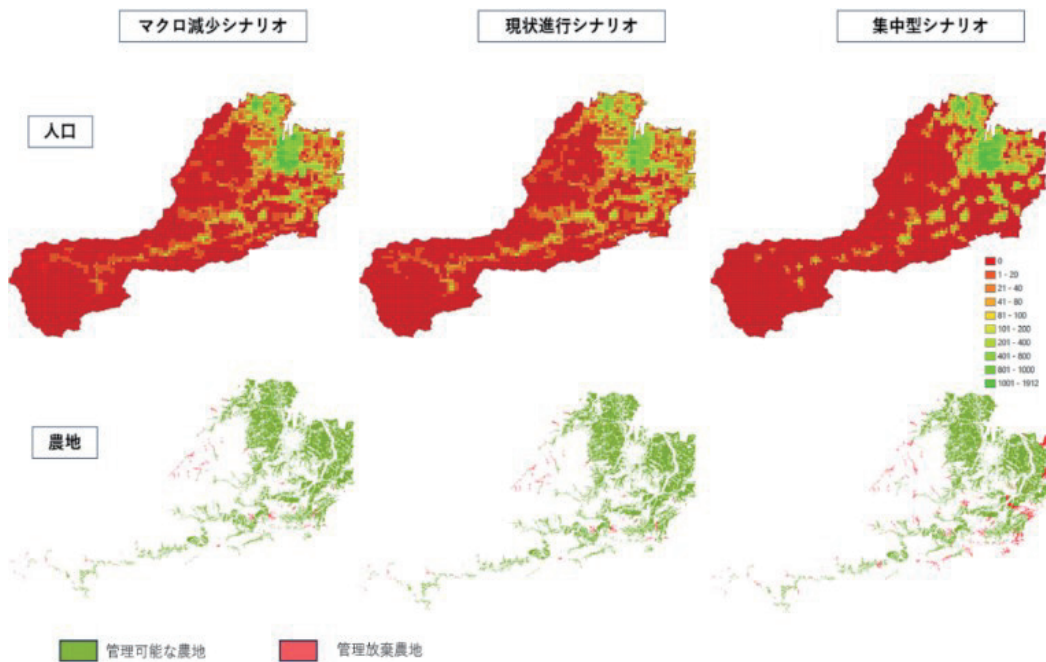 マクロ減少シナリオ
現状進行シナリオ
集中型シナリオ
人口
0
1 - 20
21 - 40
41 - 80
81 - 100
101 - 200
201 - 400
401 - 800
801 - 1000
1001 - 1912
農地
管理可能な農地
管理放棄農地